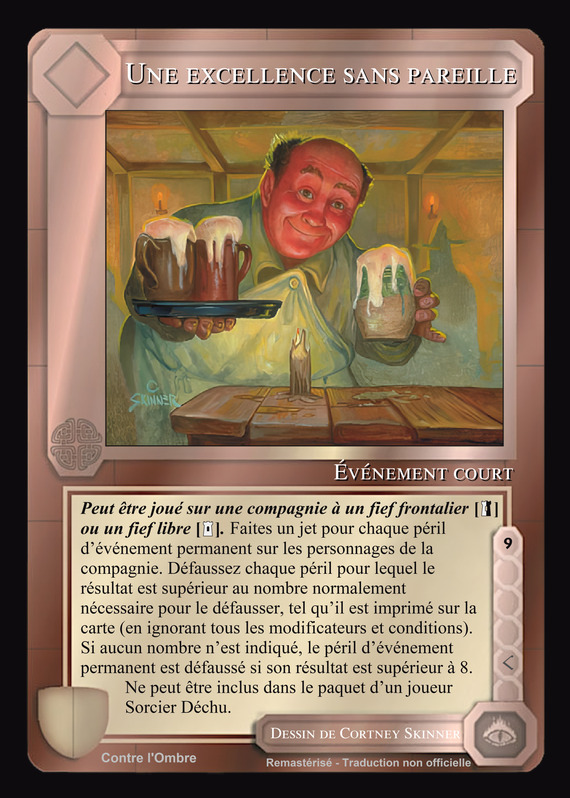 Une excellence sans pareille
© Skinner
Événement court
Peut être joué sur une compagnie à un fief frontalier []
ou un fief libre [].  Faites un jet pour chaque péril
d'événement permanent sur les personnages de la
compagnie. Défaussez chaque péril pour lequel le
résultat est supérieur au nombre normalement
nécessaire pour le défausser, tel qu'il est imprimé sur la
carte (en ignorant tous les modificateurs et conditions).
Si aucun nombre n'est indiqué, le péril d'événement
permanent est défaussé si son résultat est supérieur à 8.
Ne peut être inclus dans le paquet d'un joueur
Sorcier Déchu.
9
Dessin de Cortney Skinner
Contre l'Ombre
Remastérisé - Traduction non officielle